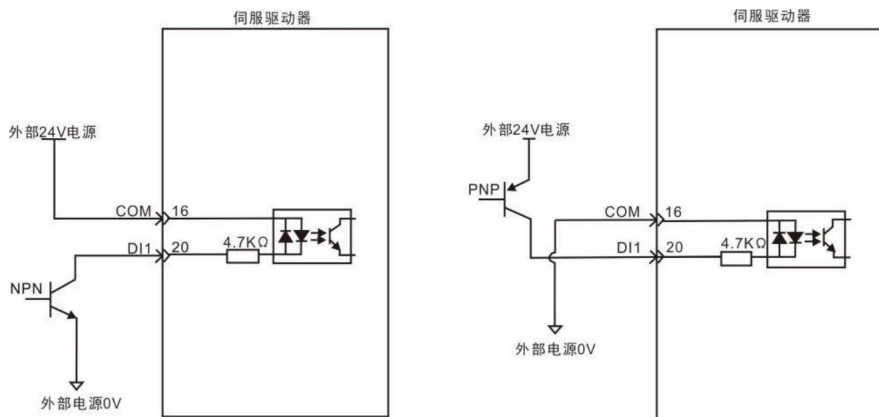 伺服驱动器
外部24V电源
COM
16
4.7KΩ
DI1
20
NPN
外部电源0V
伺服驱动器
外部24V电源
PNP
COM
16
4.7KΩ
DI1
20
外部电源0V